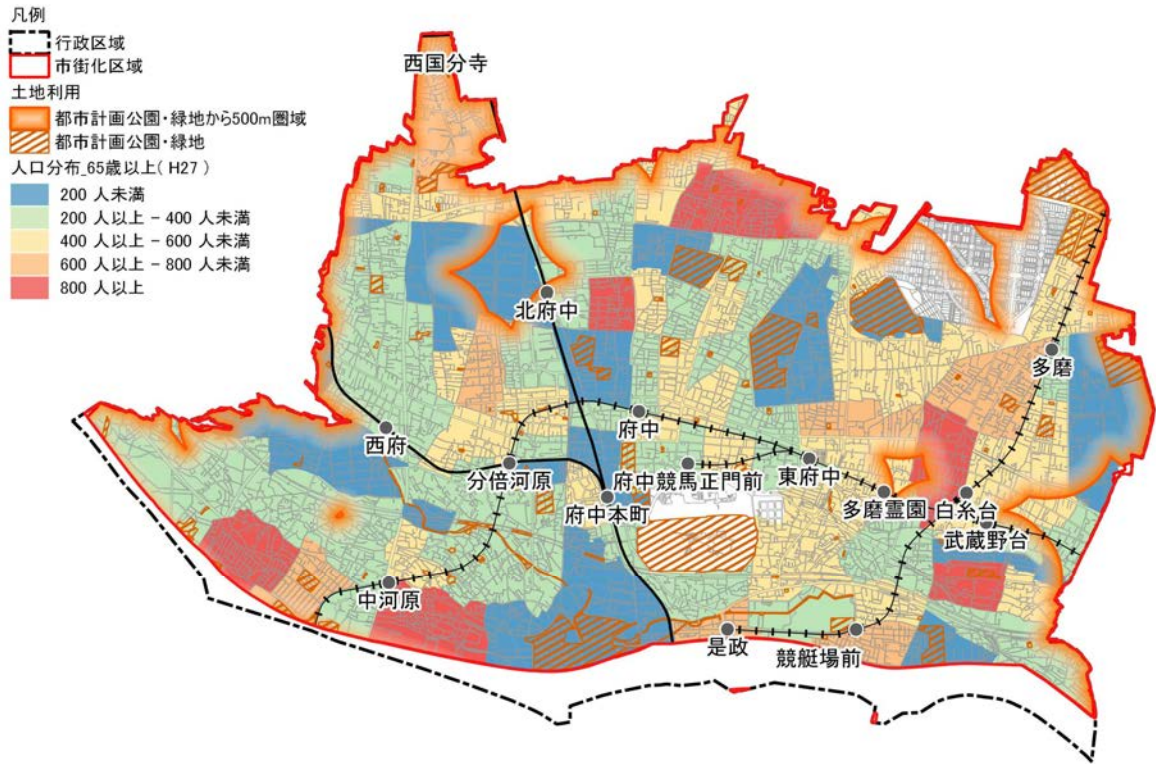 凡例
行政区域
市街化区域
土地利用
都市計画公園・緑地から500m圏域
都市計画公園・緑地
人口分布_65歳以上( H27 )
200 人未満
200 人以上 － 400 人未満
400 人以上 － 600 人未満
600 人以上 － 800 人未満
800 人以上
西国分寺
北府中
多磨
府中
西府
分倍河原
府中競馬正門前
東府中
府中本町
多磨霊園
白糸台
武蔵野台
中河原
是政
競艇場前